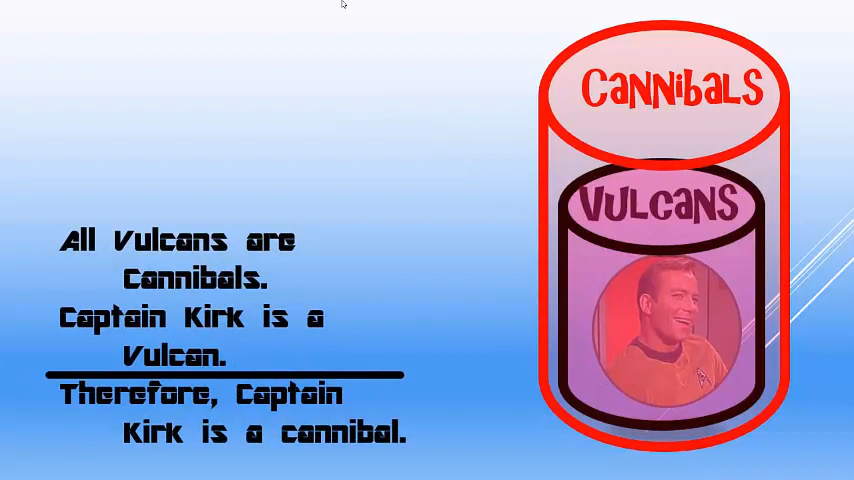 Cannibals
Vulcans
All Vulcans are
Cannibals.
Captain Kirk is a
Vulcan.
Therefore, Captain
Kirk is a cannibal.